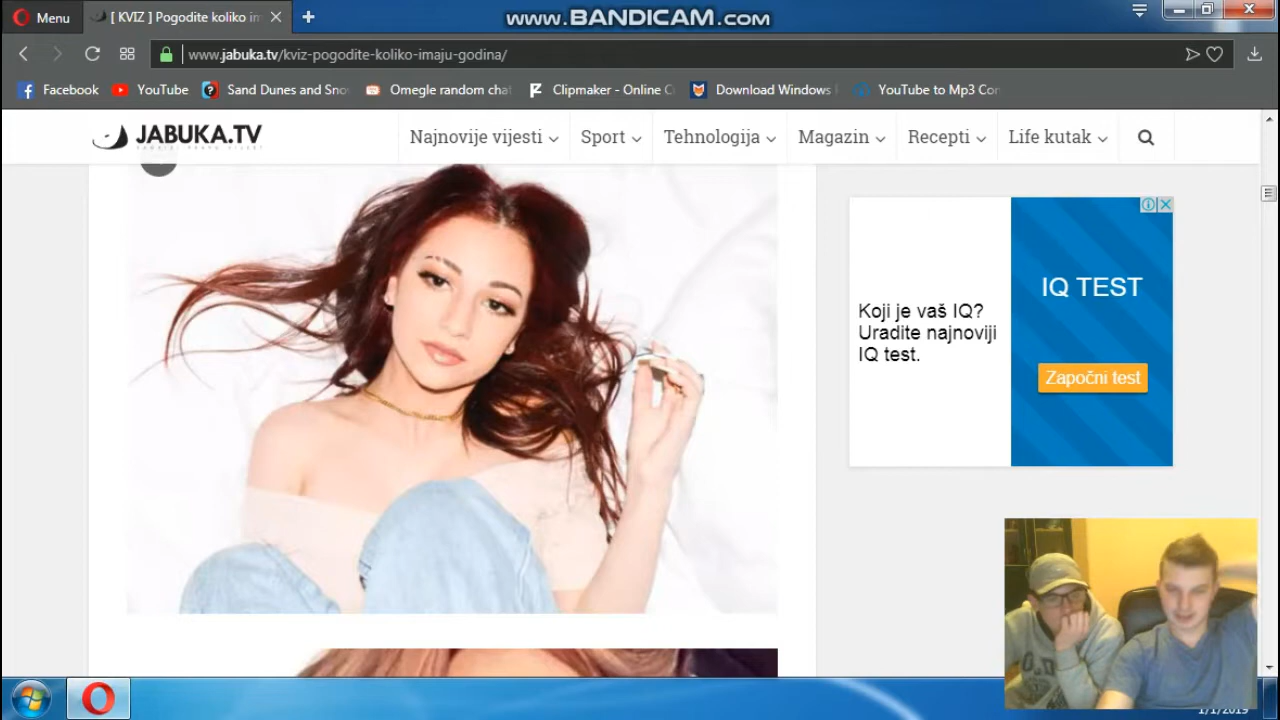 Menu
[ KVIZ ] Pogodite koliko im
www.BANDICAM.com
www.jabuka.tv/kviz-pogodite-koliko-imaju-godina/
Facebook
YouTube
Sand Dunes and Sno
Omegle random chat
Clipmaker - Online C
Download Windows
YouTube to Mp3 Con
JABUKA.TV
Najnovije vijesti
Sport
Tehnologija
Magazin
Recepti
Life kutak
Koji je vaš IQ?
Uradite najnoviji
IQ test.
IQ TEST
Započni test
1/1/2019